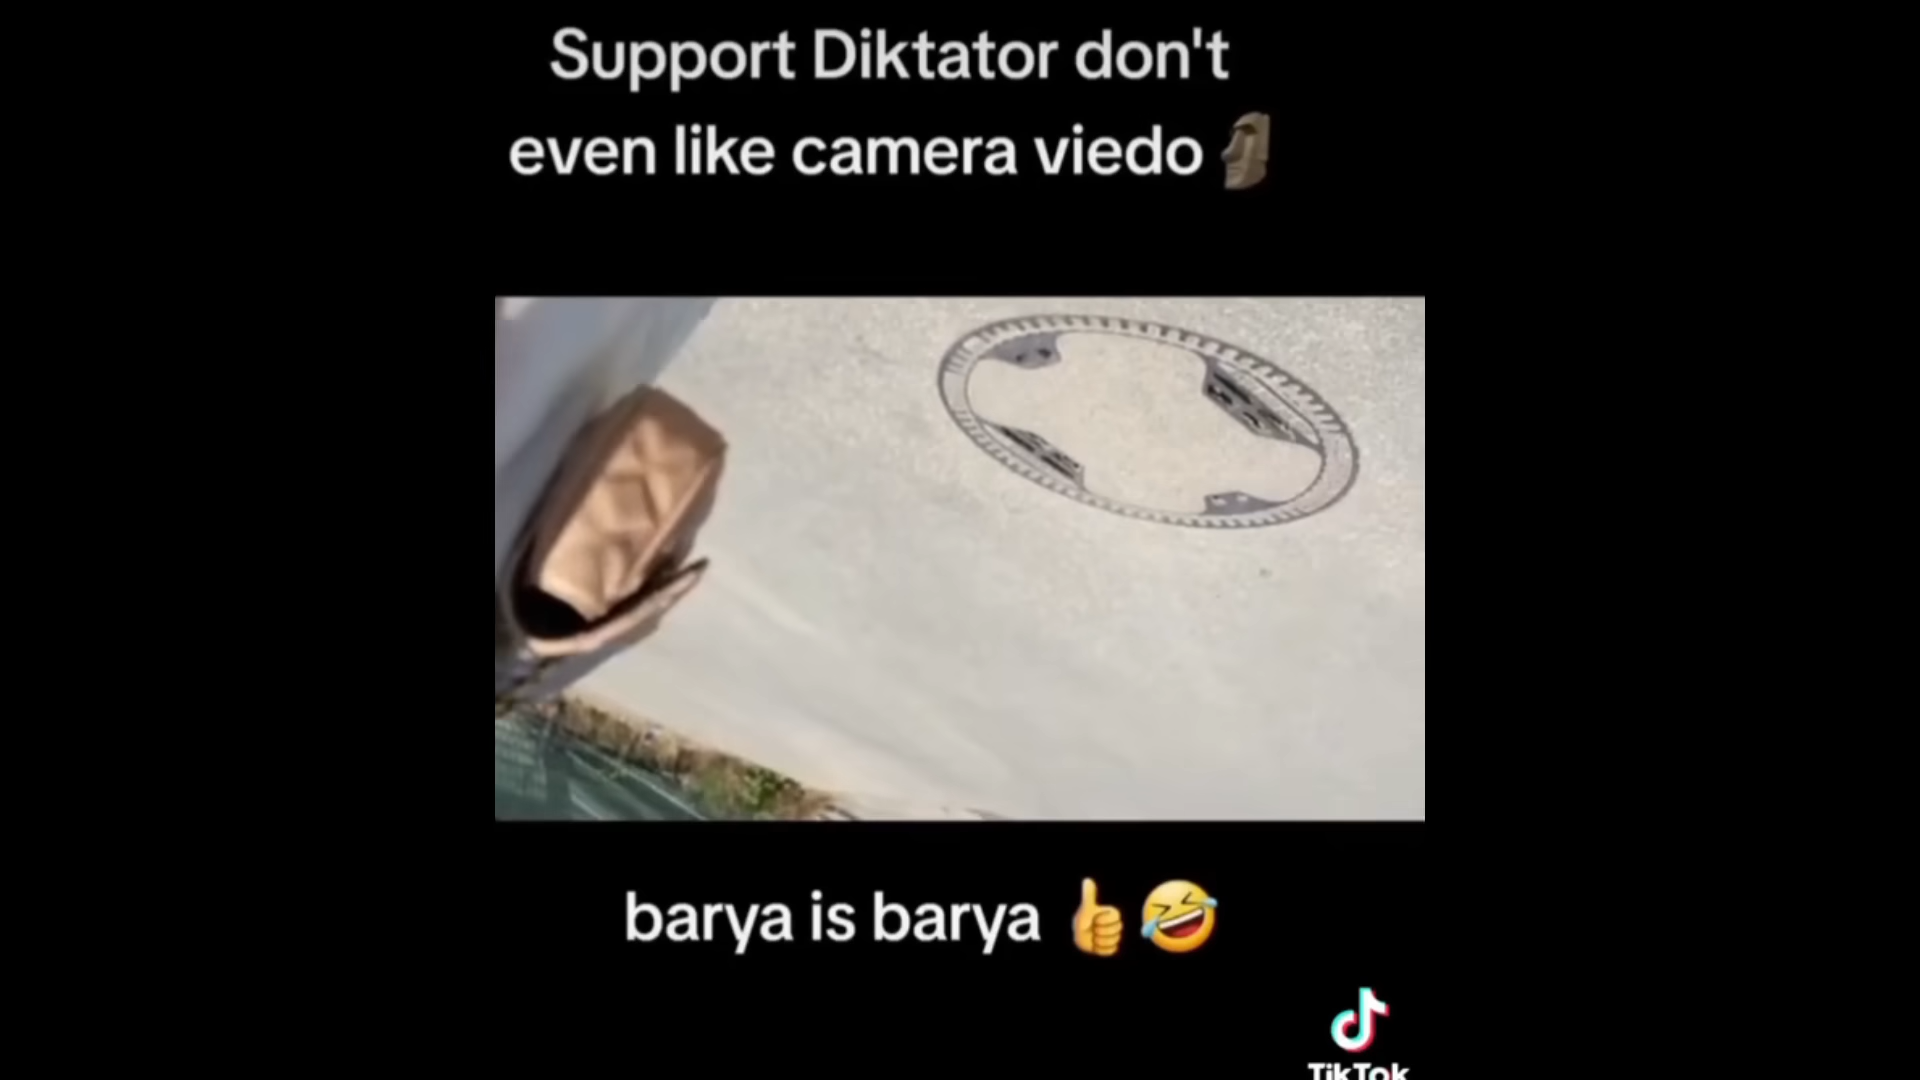 Support Diktator don't
even like camera viedo🗿
barya is barya 👍🤣
TikTok